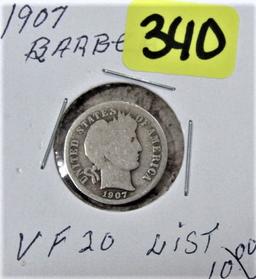 1907
BARBE
340
UNITED STATES OF AMERICA
1907
VF 20 LIST
10.00